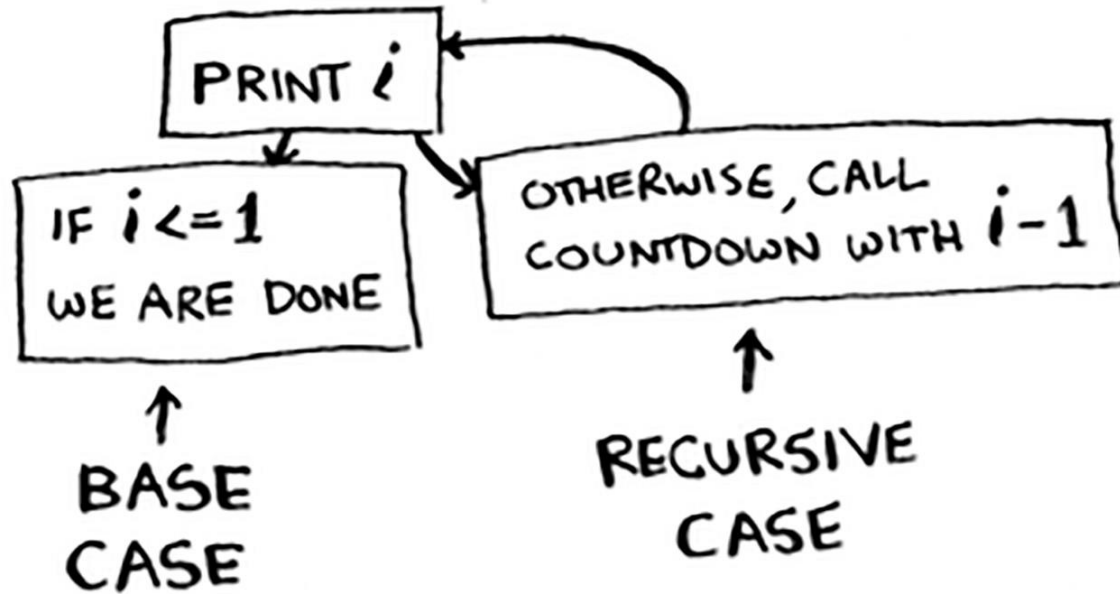 PRINT i
IF i <= 1
WE ARE DONE
OTHERWISE, CALL
COUNTDOWN WITH i - 1
BASE
CASE
RECURSIVE
CASE